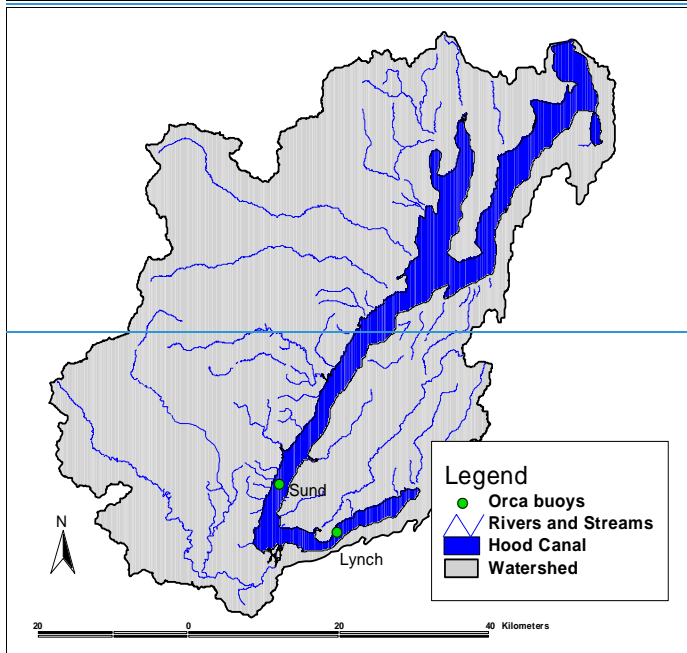 Sund
Legend
Orca buoys
Rivers and Streams
Hood Canal
Watershed
Lynch
N
20 0 20 40 Kilometers